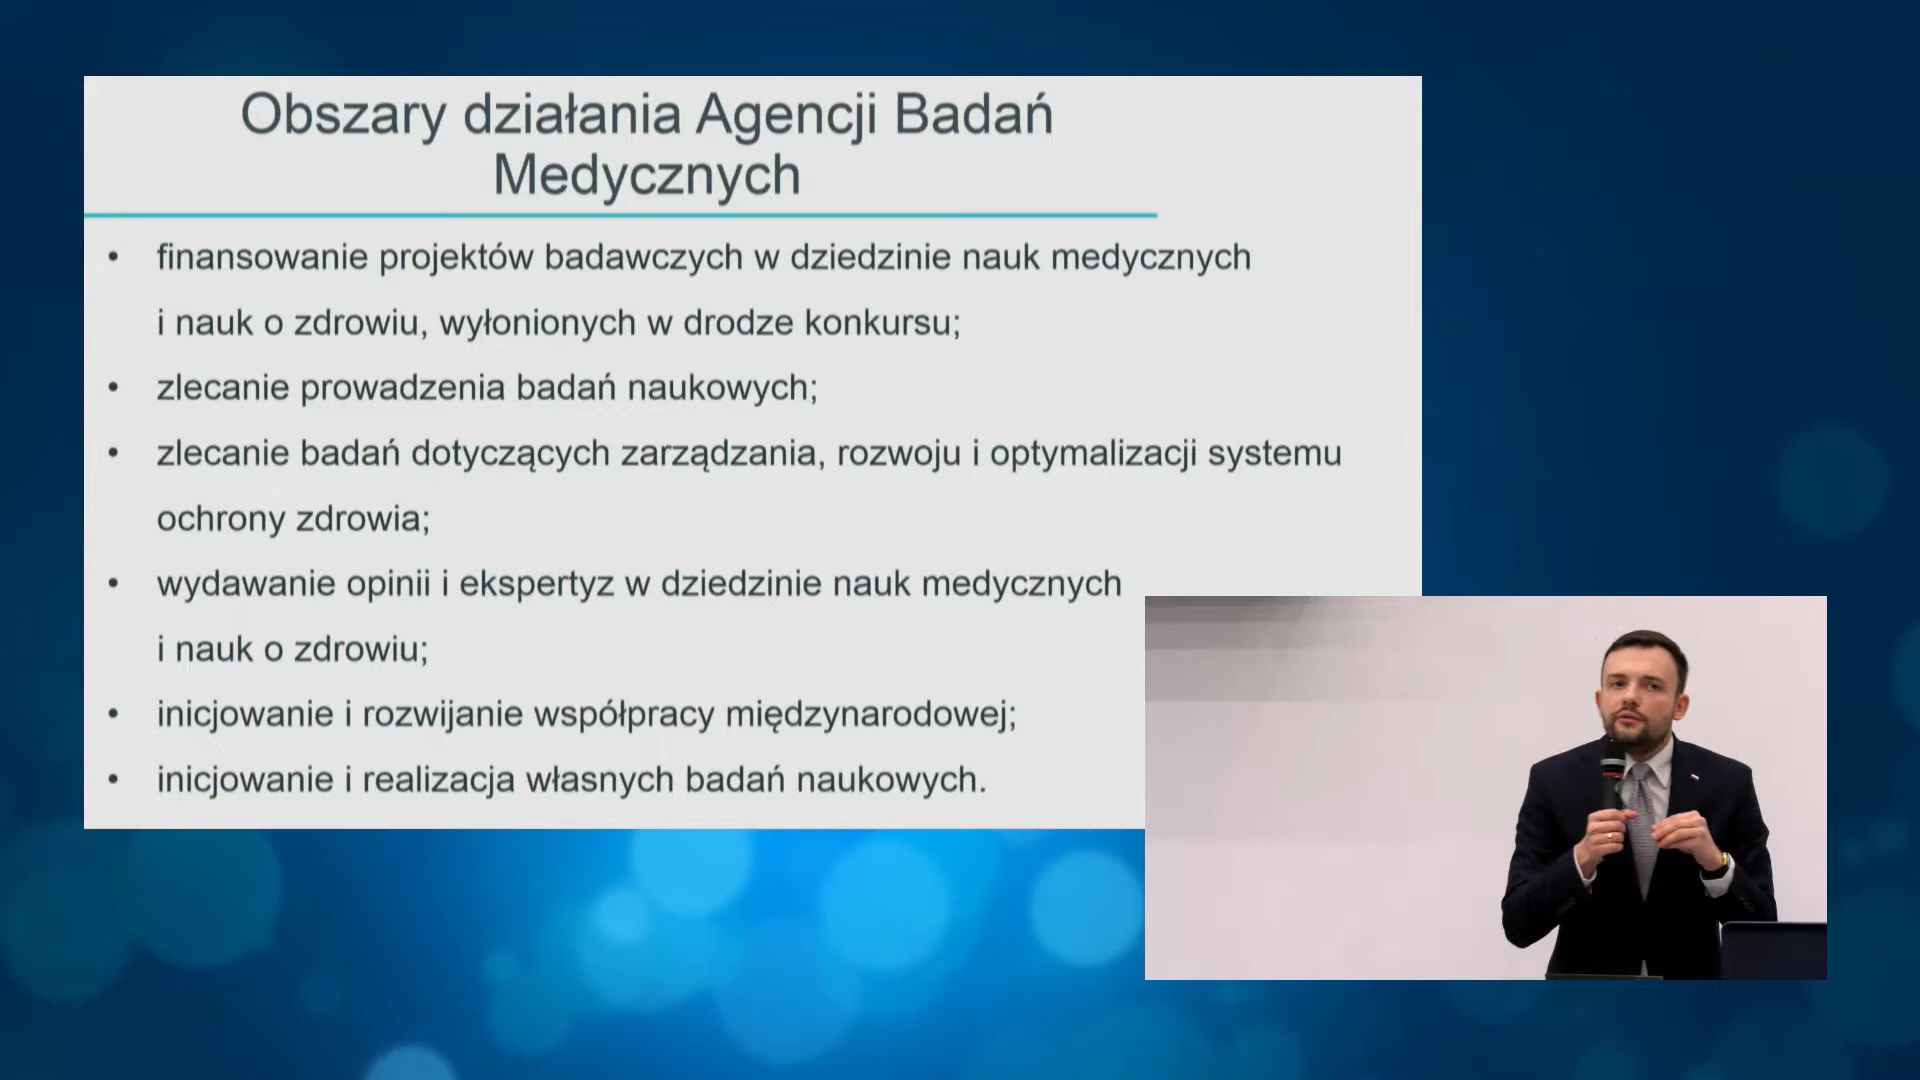 Obszary działania Agencji Badań
Medycznych
• finansowanie projektów badawczych w dziedzinie nauk medycznych
i nauk o zdrowiu, wyłonionych w drodze konkursu;
• zlecanie prowadzenia badań naukowych;
• zlecanie badań dotyczących zarządzania, rozwoju i optymalizacji systemu
ochrony zdrowia;
• wydawanie opinii i ekspertyz w dziedzinie nauk medycznych
i nauk o zdrowiu;
• inicjowanie i rozwijanie współpracy międzynarodowej;
• inicjowanie i realizacja własnych badań naukowych.